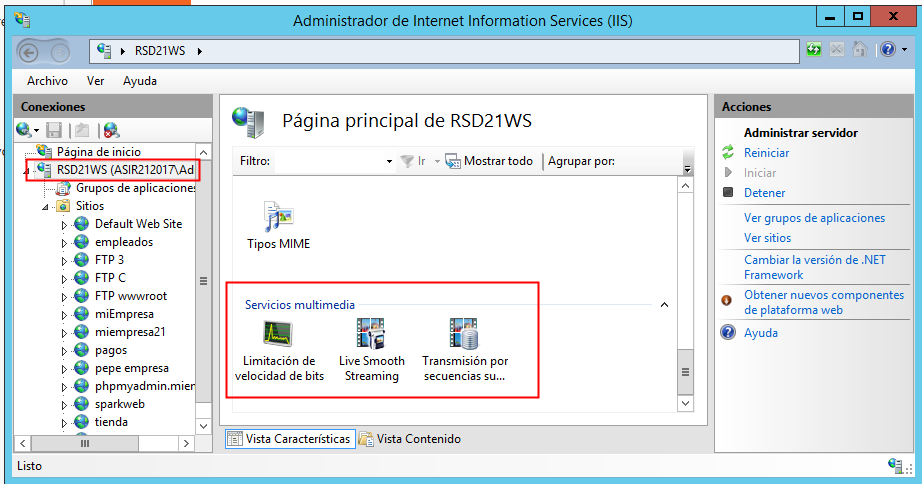 Administrador de Internet Information Services (IIS)
RSD21WS
Archivo Ver Ayuda
Conexiones
Página de inicio
RSD21WS (ASIR212017\Ad
Grupos de aplicaciones
Sitios
Default Web Site
empleados
FTP 3
FTP C
FTP wwwroot
miEmpresa
miempresa21
pagos
pepe empresa
phpmyadmin.mien
sparkweb
tienda
Página principal de RSD21WS
Filtro: Ir Mostrar todo Agrupar por:
Tipos MIME
Servicios multimedia
Limitación de
velocidad de bits
Live Smooth
Streaming
Transmisión por
secuencias su...
Vista Características Vista Contenido
Acciones
Administrar servidor
Reiniciar
Iniciar
Detener
Ver grupos de aplicaciones
Ver sitios
Cambiar la versión de .NET
Framework
Obtener nuevos componentes
de plataforma web
Ayuda
Listo